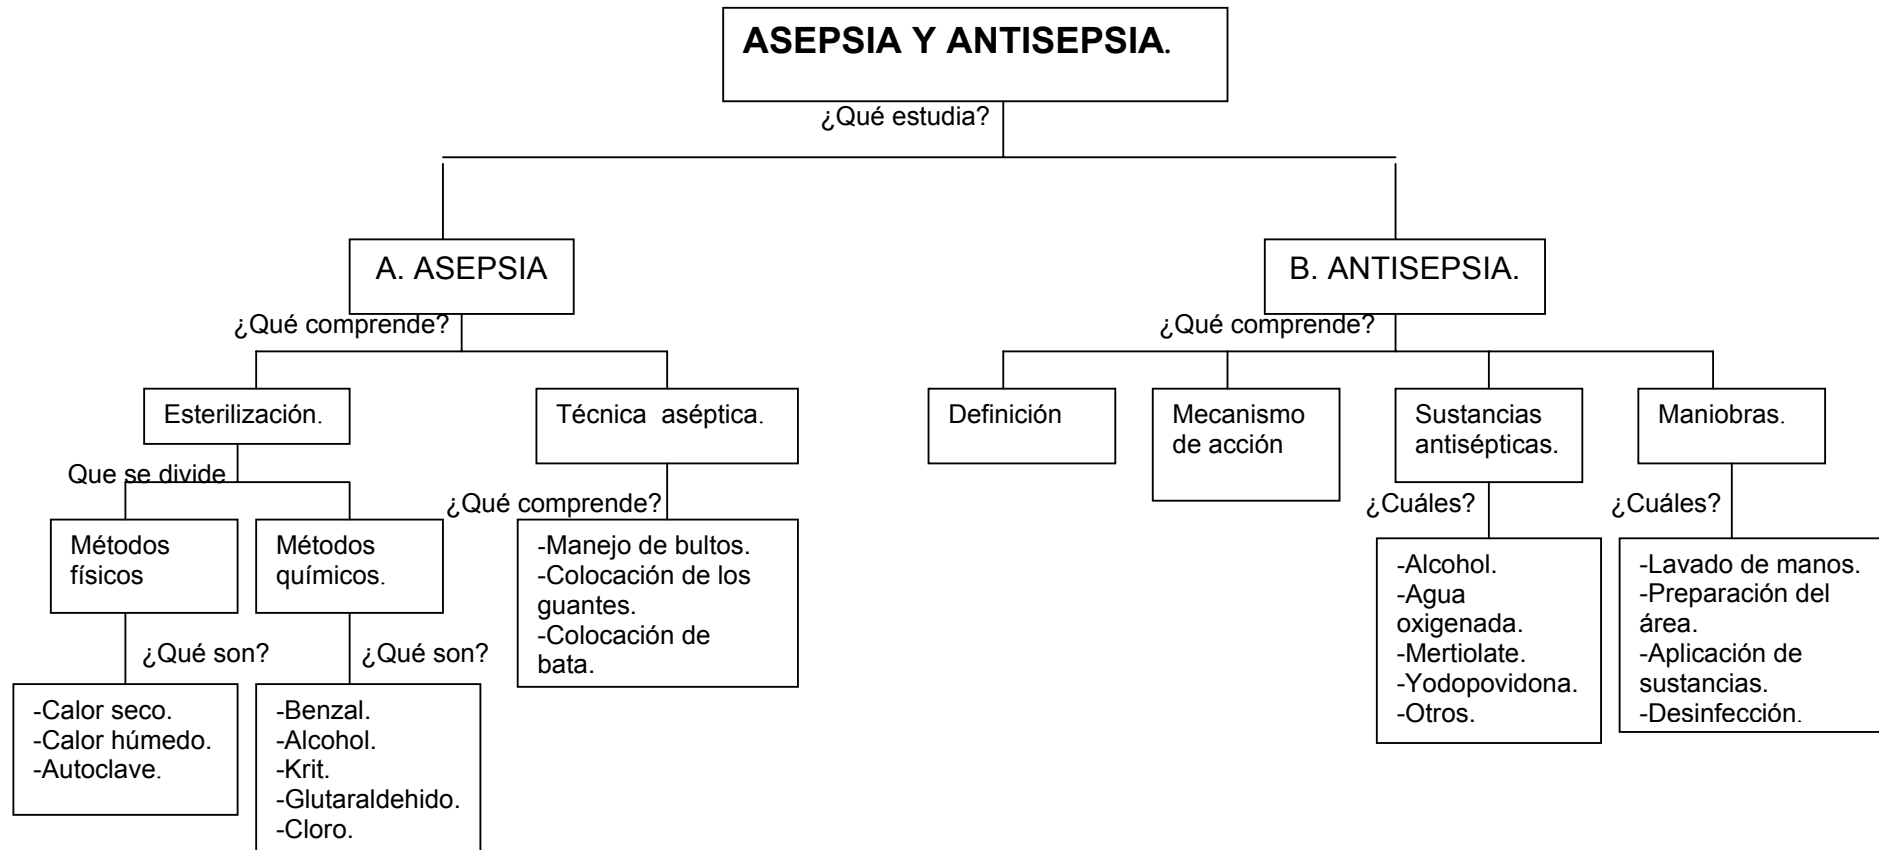 ASEPSIA Y ANTISEPSIA.
¿Qué estudia?
A. ASEPSIA
B. ANTISEPSIA.
¿Qué comprende?
¿Qué comprende?
Esterilización.
Técnica  aséptica.
Definición
Mecanismo
de acción
Sustancias
antisépticas.
Maniobras.
Que se divide
¿Qué comprende?
¿Cuáles?
¿Cuáles?
Métodos
físicos
Métodos
químicos.
-Manejo de bultos.
-Colocación de los
guantes.
-Colocación de
bata.
-Alcohol.
-Agua
oxigenada.
-Mertiolate.
-Yodopovidona.
-Otros.
-Lavado de manos.
-Preparación del
área.
-Aplicación de
sustancias.
-Desinfección.
¿Qué son?
¿Qué son?
-Calor seco.
-Calor húmedo.
-Autoclave.
-Benzal.
-Alcohol.
-Krit.
-Glutaraldehido.
-Cloro.